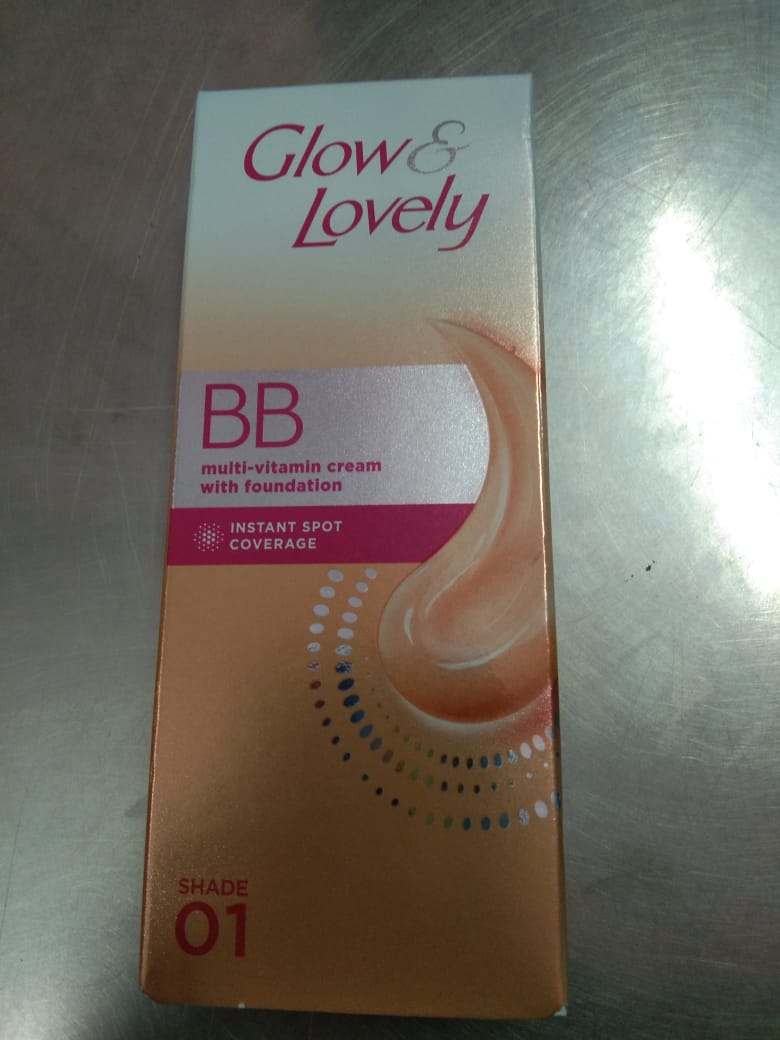 Glow &
Lovely
BB
multi-vitamin cream
with foundation
INSTANT SPOT
COVERAGE
SHADE
01